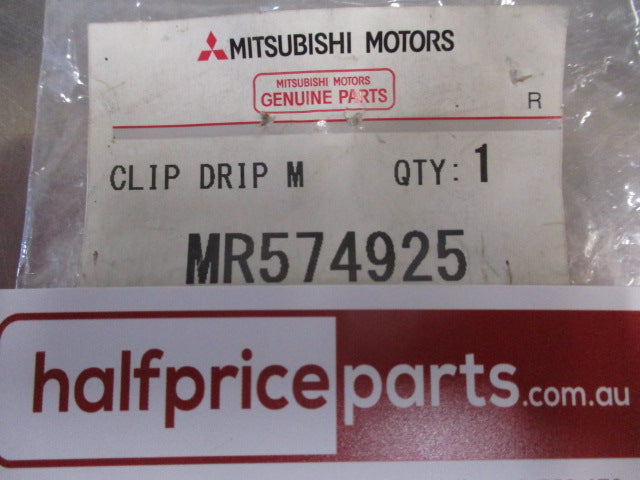 MITSUBISHI MOTORS
MITSUBISHI MOTORS
GENUINE PARTS
R
CLIP DRIP M QTY: 1
MR574925
halfpriceparts.com.au